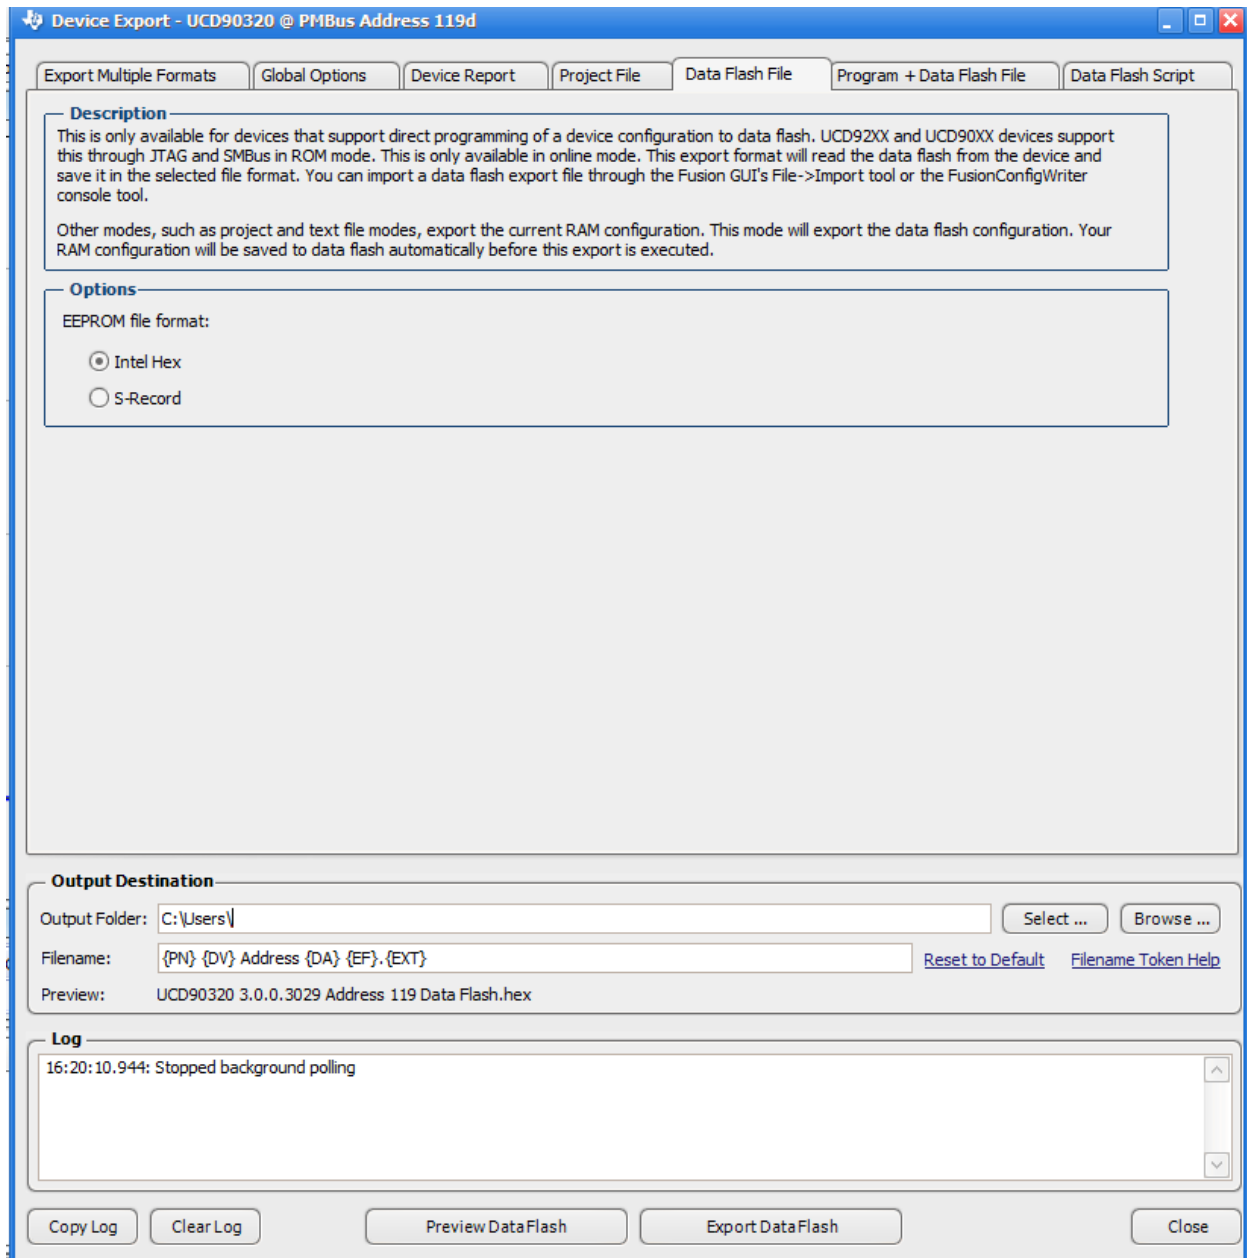 Device Export - UCD90320 @ PMBus Address 119d
Export Multiple Formats
Global Options
Device Report
Project File
Data Flash File
Program + Data Flash File
Data Flash Script
Description
This is only available for devices that support direct programming of a device configuration to data flash. UCD92XX and UCD90XX devices support
this through JTAG and SMBus in ROM mode. This is only available in online mode. This export format will read the data flash from the device and
save it in the selected file format. You can import a data flash export file through the Fusion GUI's File->Import tool or the FusionConfigWriter
console tool.
Other modes, such as project and text file modes, export the current RAM configuration. This mode will export the data flash configuration. Your
RAM configuration will be saved to data flash automatically before this export is executed.
Options
EEPROM file format:
Intel Hex
S-Record
Output Destination
Output Folder: C:\Users\
Select ...
Browse ...
Filename: {PN} {DV} Address {DA} {EF}.{EXT}
Reset to Default
Filename Token Help
Preview: UCD90320 3.0.0.3029 Address 119 Data Flash.hex
Log
16:20:10.944: Stopped background polling
Copy Log
Clear Log
Preview DataFlash
Export DataFlash
Close